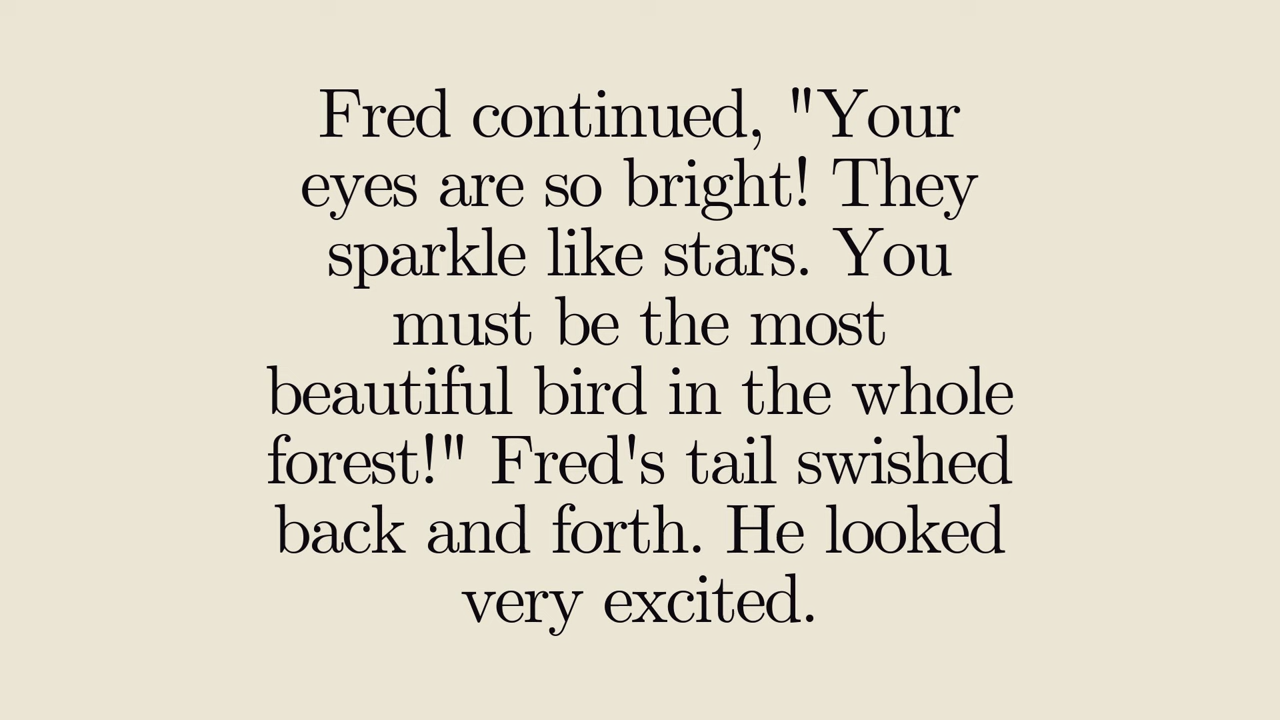 Fred continued, "Your
eyes are so bright! They
sparkle like stars. You
must be the most
beautiful bird in the whole
forest!" Fred's tail swished
back and forth. He looked
very excited.